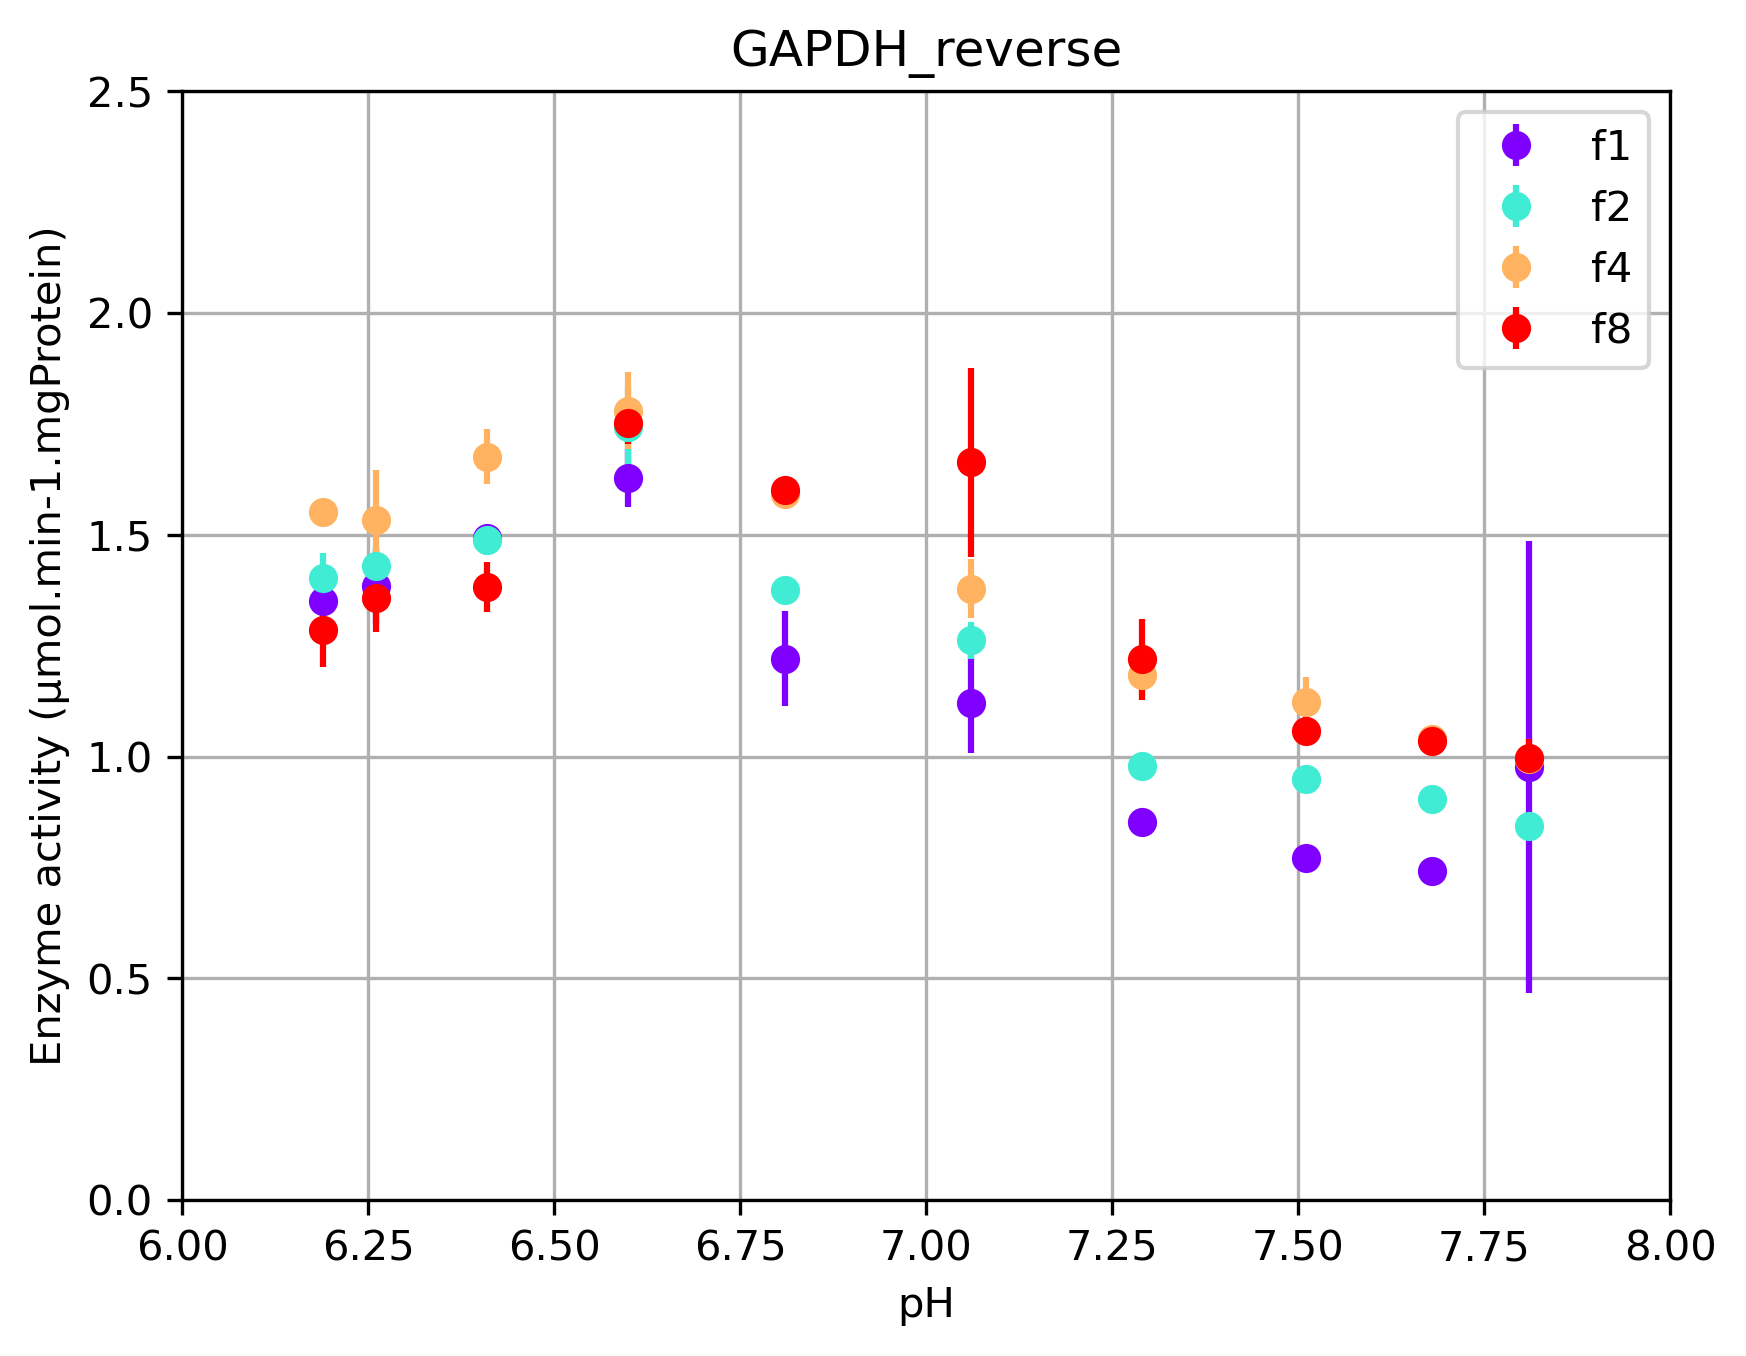 GAPDH_reverse
2.5
2.0
1.5
1.0
0.5
0.0
Enzyme activity (µmol.min-1.mgProtein)
f1
f2
f4
f8
6.00 6.25 6.50 6.75 7.00 7.25 7.50 7.75 8.00
pH